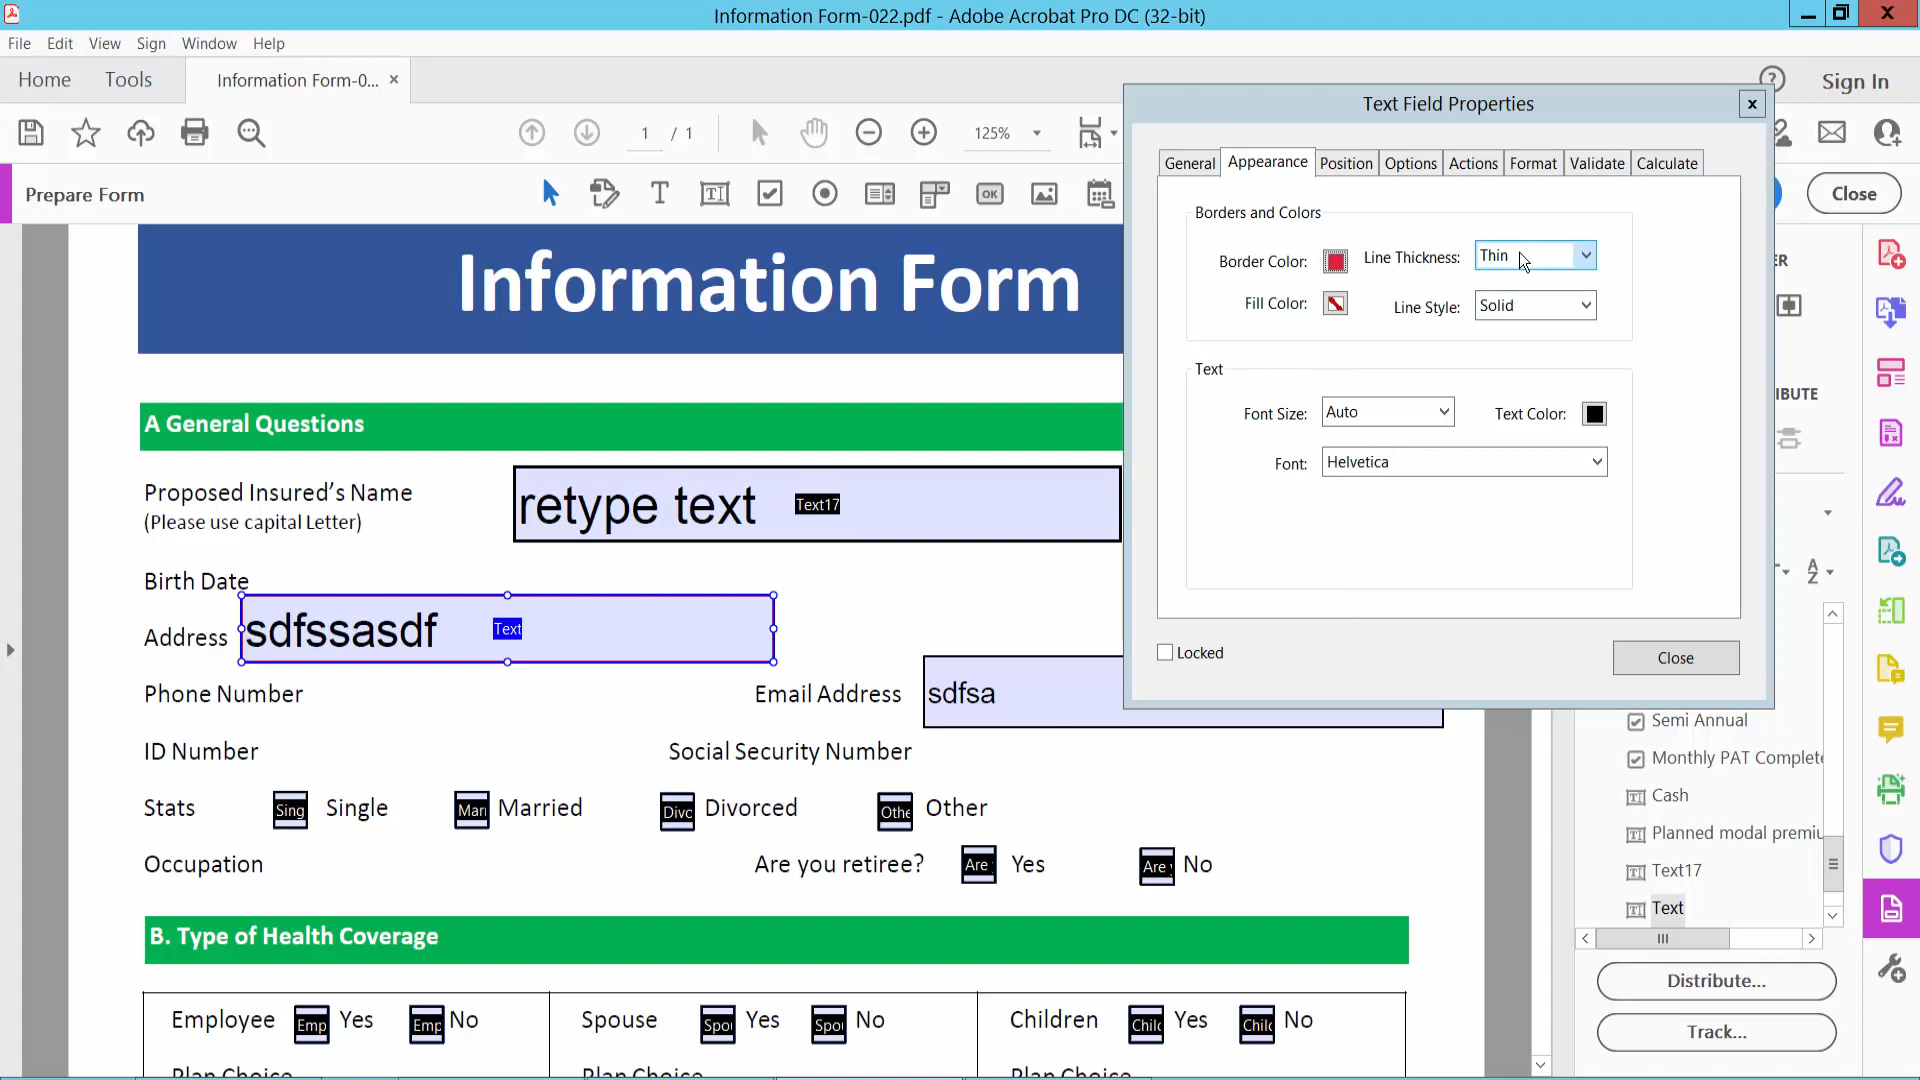 Information Form-022.pdf - Adobe Acrobat Pro DC (32-bit)
File Edit View Sign Window Help
Home Tools Information Form-0... × Sign In
1 / 1 125%
Prepare Form OK Close
Information Form
A General Questions
Proposed Insured's Name
(Please use capital Letter)
retype text Text17
Birth Date
Address sdfssasdf Text
Phone Number Email Address sdfsa
ID Number Social Security Number
Stats Sing Single Marr Married Divc Divorced Othe Other
Occupation Are you retiree? Are Yes Are No
B. Type of Health Coverage
Employee Emp Yes Emp No Spouse Spou Yes Spou No Children Chilc Yes Chilc No
Plan Choice Plan Choice Plan Choice
Text Field Properties x
General Appearance Position Options Actions Format Validate Calculate
Borders and Colors
Border Color: Line Thickness: Thin
Fill Color: Line Style: Solid
Text
Font Size: Auto Text Color:
Font: Helvetica
Locked Close
ER
IBUTE
Semi Annual
Monthly PAT Complete
Cash
Planned modal premiu
Text17
Text
Distribute...
Track...